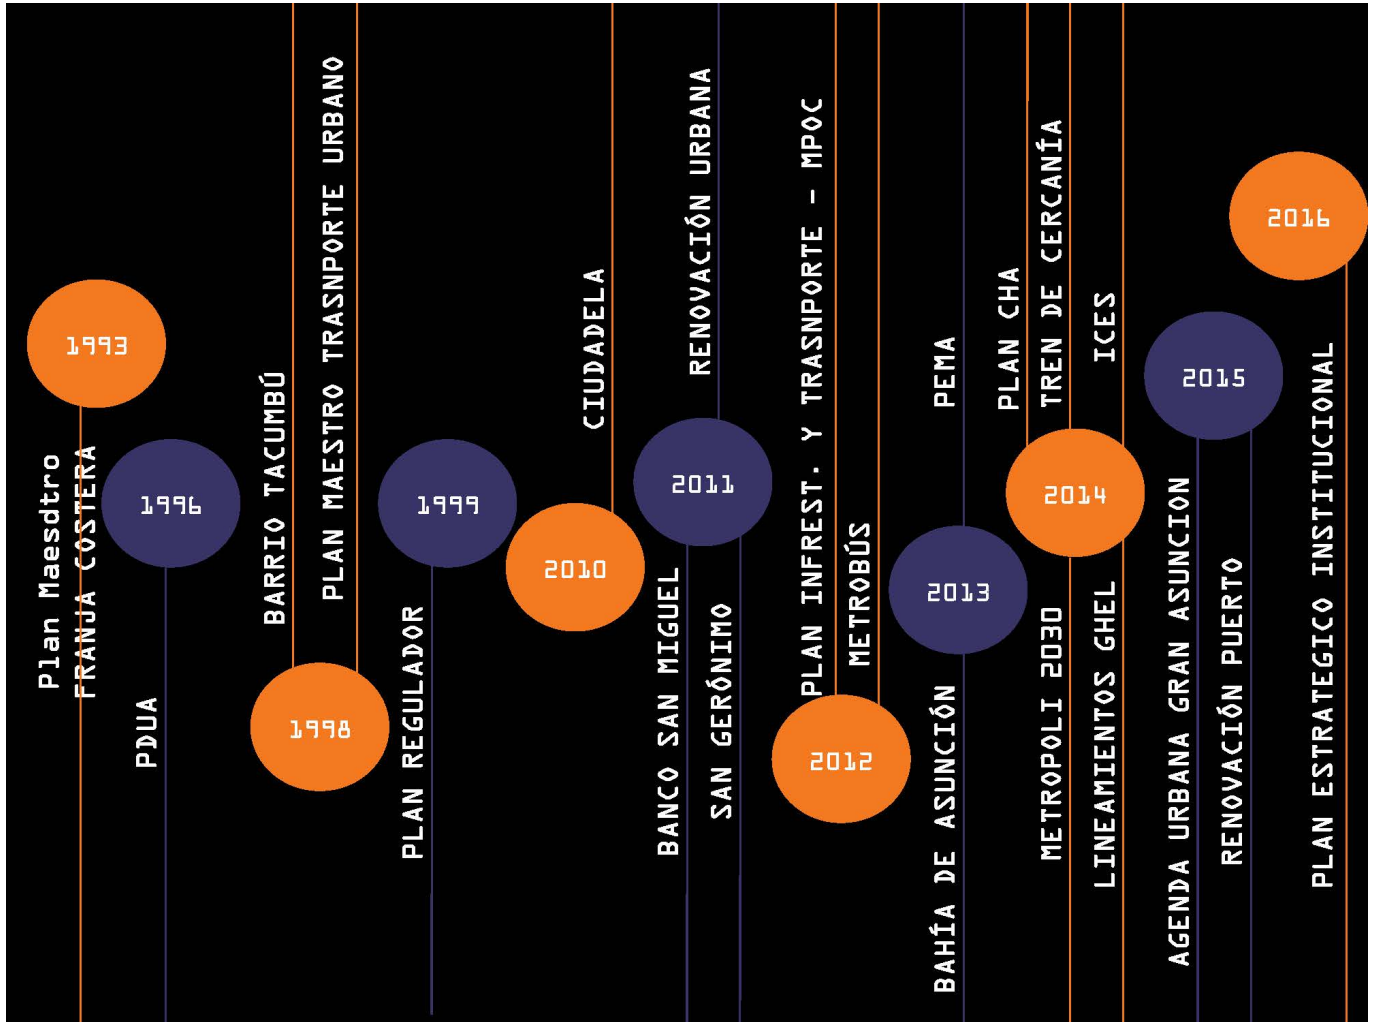 1993
Plan Maesdtro
FRANJA COSTERA
1996
PDUA
1998
BARRIO TACUMBÚ
PLAN MAESTRO TRASNPORTE URBANO
1999
PLAN REGULADOR
2010
CIUDADELA
2011
RENOVACIÓN URBANA
BANCO SAN MIGUEL
SAN GERÓNIMO
2012
PLAN INFREST. Y TRASNPORTE - MPOC
METROBÚS
2013
PEMA
BAHÍA DE ASUNCIÓN
2014
PLAN CHA
TREN DE CERCANÍA
ICES
METROPOLI 2030
LINEAMIENTOS GHEL
2015
AGENDA URBANA GRAN ASUNCION
RENOVACIÓN PUERTO
2016
PLAN ESTRATEGICO INSTITUCIONAL